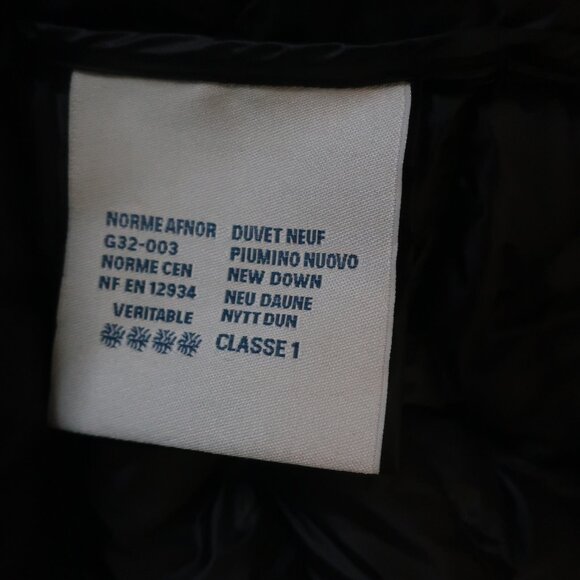 NORME AFNOR
G32-003
NORME CEN
NF EN 12934
VERITABLE
DUVET NEUF
PIUMINO NUOVO
NEW DOWN
NEU DAUNE
NYTT DUN
CLASSE 1